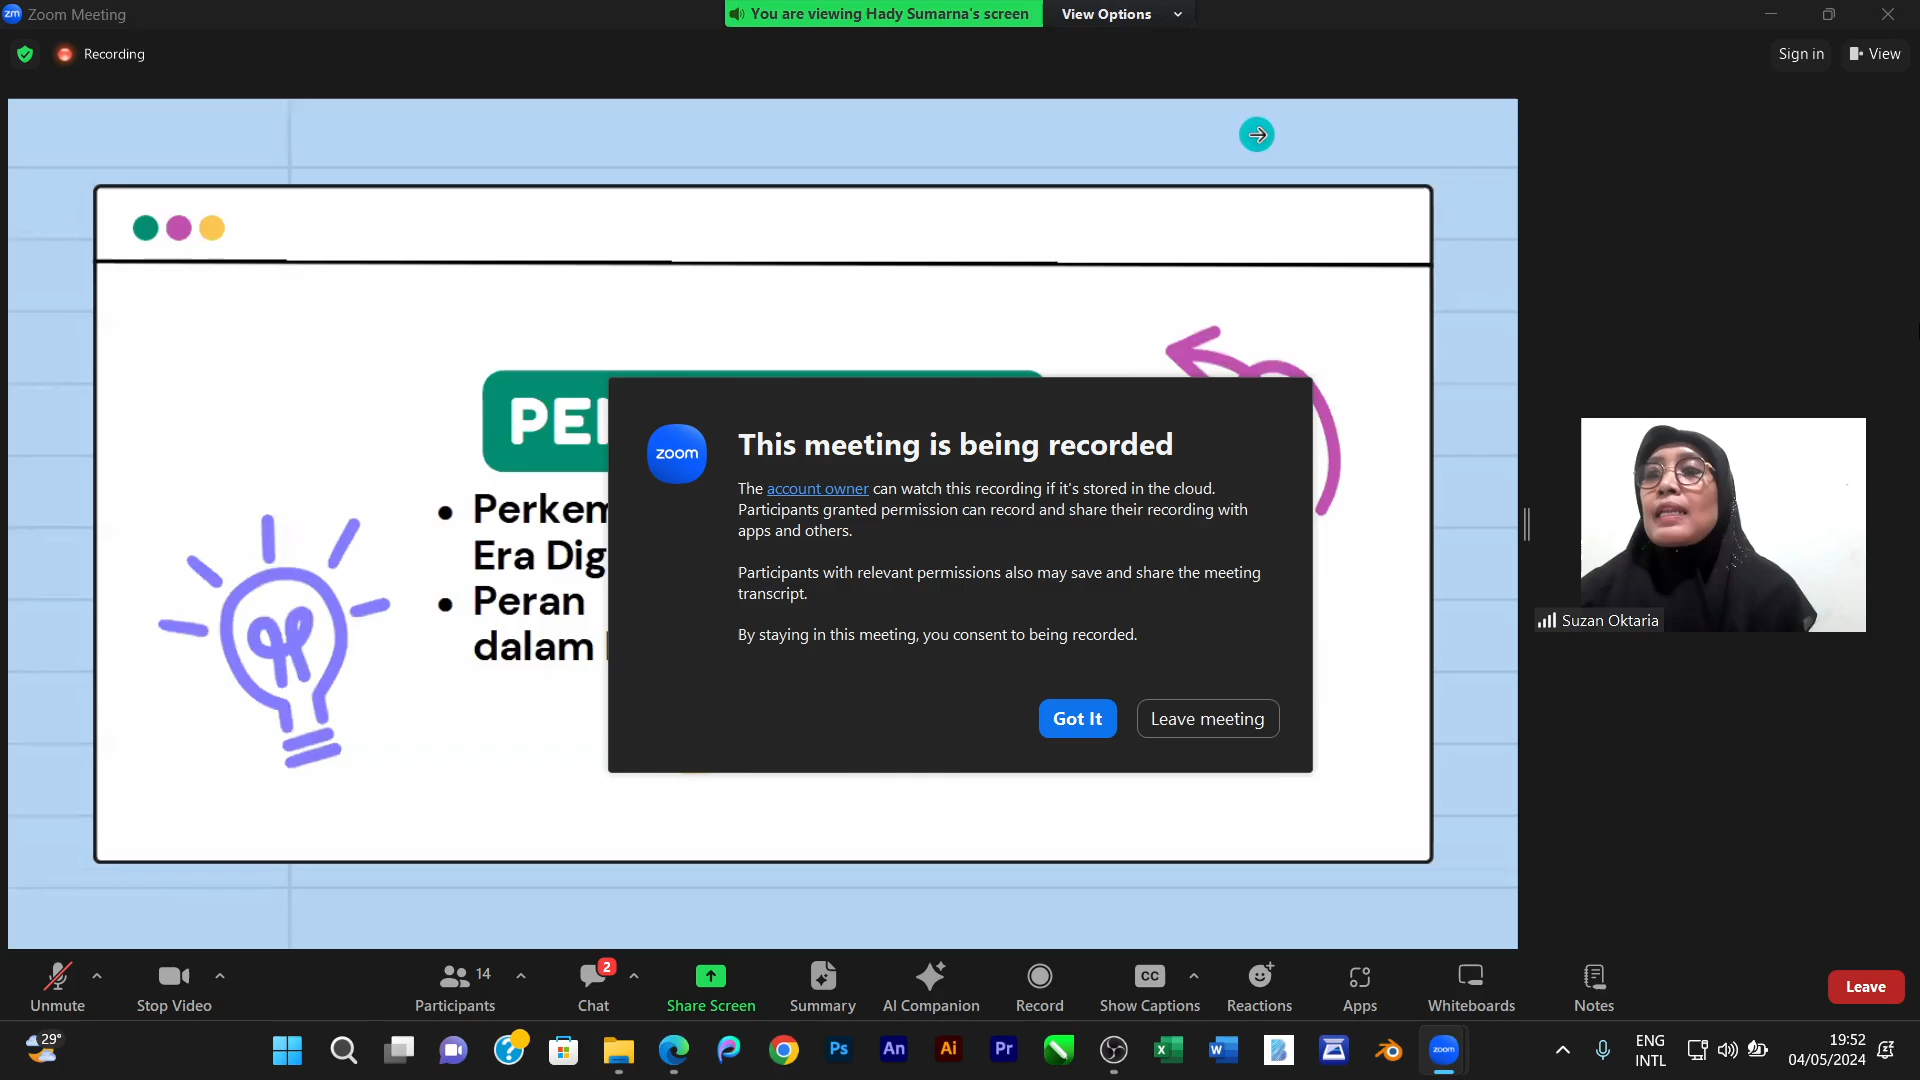 Zoom Meeting
You are viewing Hady Sumarna's screen
View Options
Recording
Sign in
View
PE
Perkem
Era Dig
Peran
dalam
zoom
This meeting is being recorded
The account owner can watch this recording if it's stored in the cloud.
Participants granted permission can record and share their recording with
apps and others.
Participants with relevant permissions also may save and share the meeting
transcript.
By staying in this meeting, you consent to being recorded.
Got It
Leave meeting
Suzan Oktaria
14
2
CC
Unmute
Stop Video
Participants
Chat
Share Screen
Summary
AI Companion
Record
Show Captions
Reactions
Apps
Whiteboards
Notes
Leave
29°
Ps
An
Ai
Pr
zoom
ENG
INTL
19:52
04/05/2024